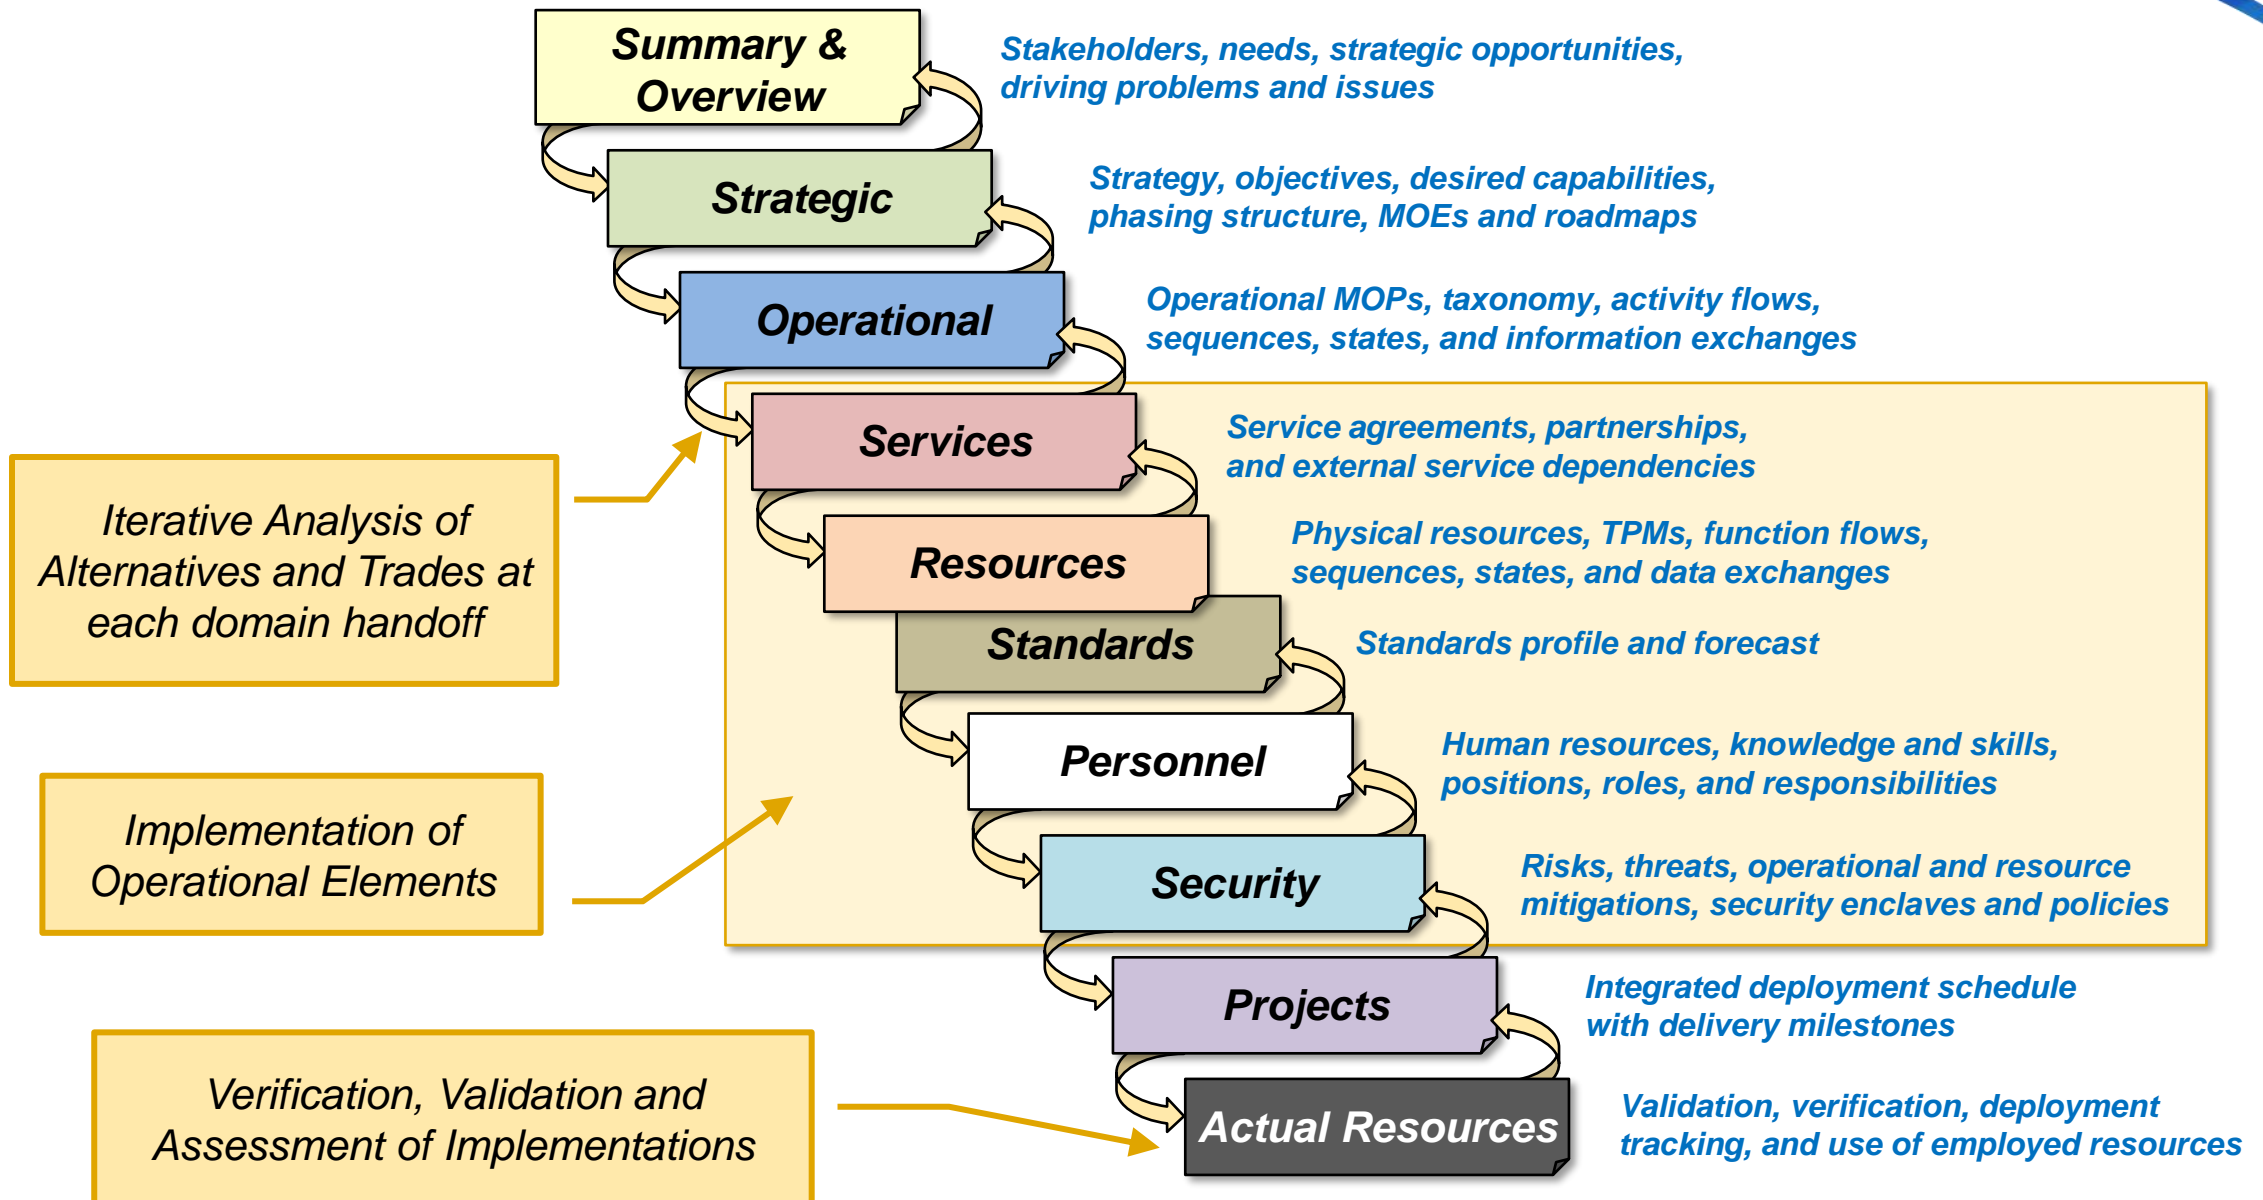 Summary &
Overview
Stakeholders, needs, strategic opportunities,
driving problems and issues
Strategic
Strategy, objectives, desired capabilities,
phasing structure, MOEs and roadmaps
Operational
Operational MOPs, taxonomy, activity flows,
sequences, states, and information exchanges
Services
Service agreements, partnerships,
and external service dependencies
Iterative Analysis of
Alternatives and Trades at
each domain handoff
Resources
Physical resources, TPMs, function flows,
sequences, states, and data exchanges
Standards
Standards profile and forecast
Personnel
Human resources, knowledge and skills,
positions, roles, and responsibilities
Implementation of
Operational Elements
Security
Risks, threats, operational and resource
mitigations, security enclaves and policies
Projects
Integrated deployment schedule
with delivery milestones
Verification, Validation and
Assessment of Implementations
Actual Resources
Validation, verification, deployment
tracking, and use of employed resources